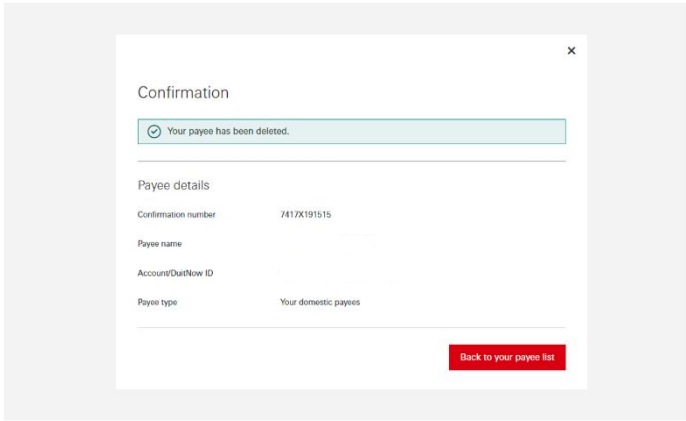 Confirmation
Your payee has been deleted.
Payee details
Confirmation number 7417X191515
Payee name
Account/DuitNow ID
Payee type Your domestic payees
Back to your payee list